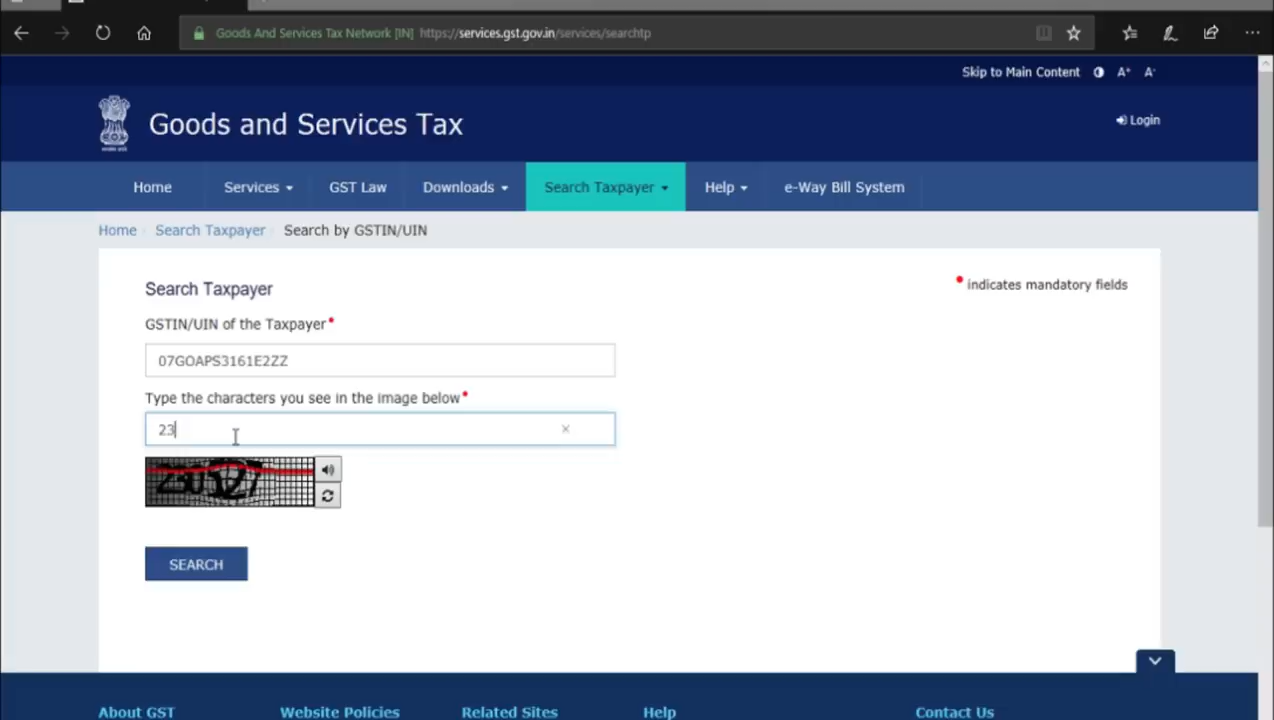 Goods And Services Tax Network [IN] https://services.gst.gov.in/services/searchtp
Skip to Main Content A+ A-
Goods and Services Tax
Login
Home Services GST Law Downloads Search Taxpayer Help e-Way Bill System
Home Search Taxpayer Search by GSTIN/UIN
Search Taxpayer
• indicates mandatory fields
GSTIN/UIN of the Taxpayer•
07GOAPS3161E2ZZ
Type the characters you see in the image below•
23
SEARCH
About GST Website Policies Related Sites Help Contact Us